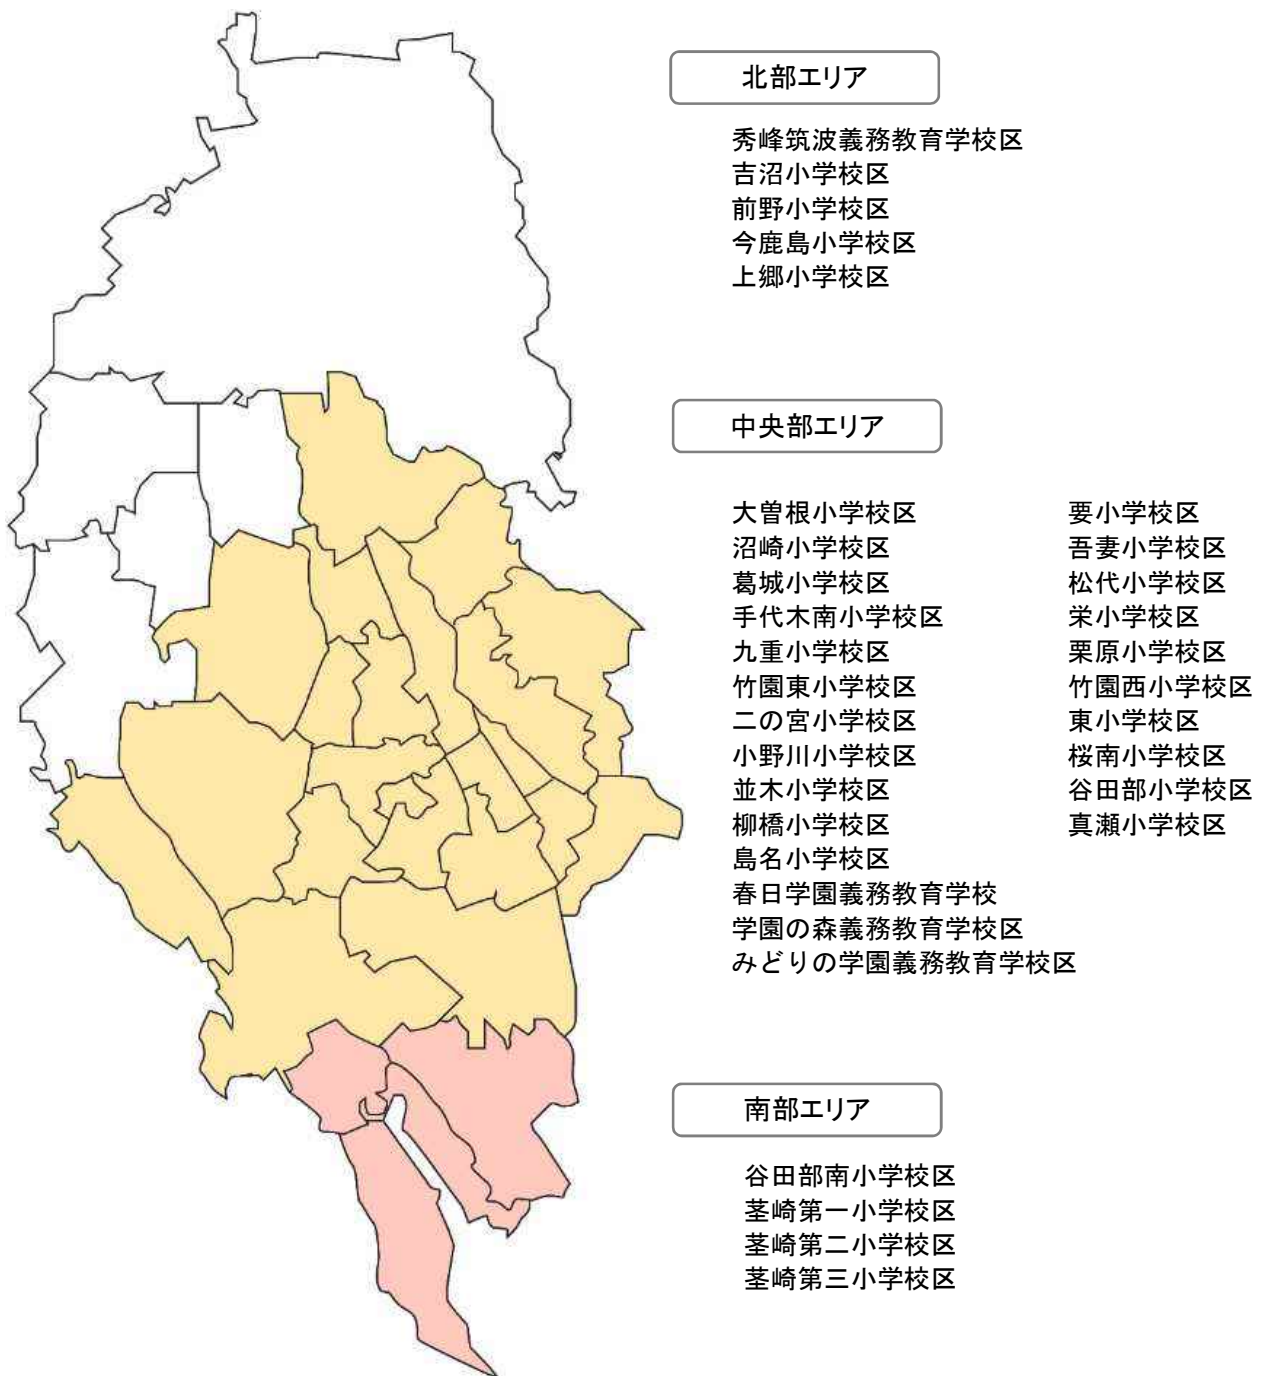 北部エリア
秀峰筑波義務教育学校区
吉沼小学校区
前野小学校区
今鹿島小学校区
上郷小学校区
中央部エリア
大曽根小学校区
沼崎小学校区
葛城小学校区
手代木南小学校区
九重小学校区
竹園東小学校区
二の宮小学校区
小野川小学校区
並木小学校区
柳橋小学校区
島名小学校区
春日学園義務教育学校
学園の森義務教育学校区
みどりの学園義務教育学校区
要小学校区
吾妻小学校区
松代小学校区
栄小学校区
栗原小学校区
竹園西小学校区
東小学校区
桜南小学校区
谷田部小学校区
真瀬小学校区
南部エリア
谷田部南小学校区
茎崎第一小学校区
茎崎第二小学校区
茎崎第三小学校区